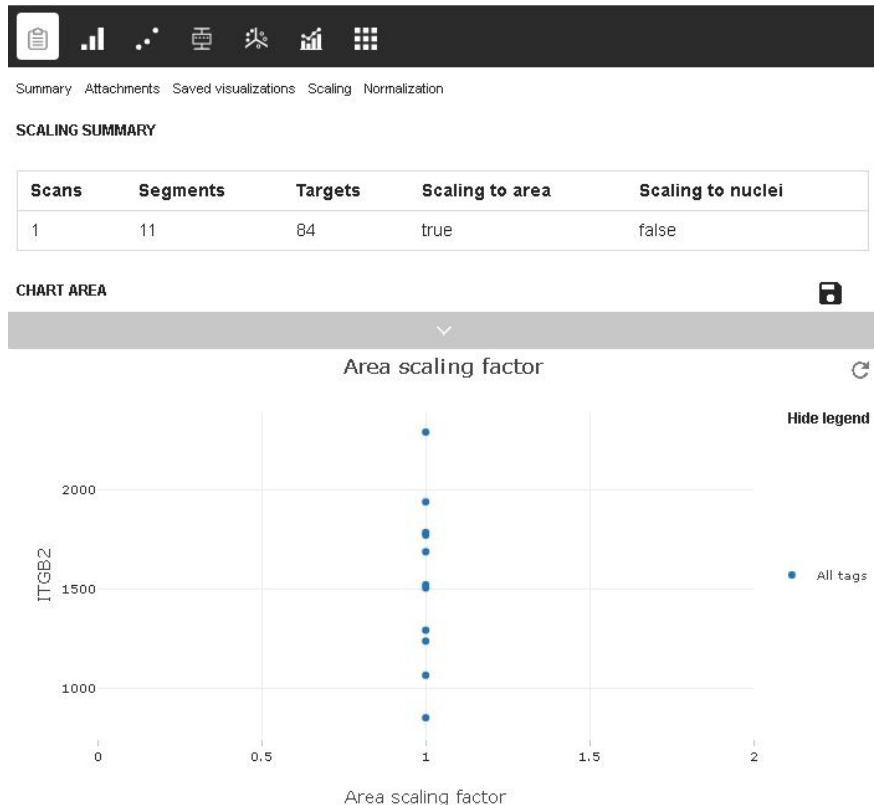 Summary Attachments Saved visualizations Scaling Normalization
SCALING SUMMARY
Scans Segments Targets Scaling to area Scaling to nuclei
1 11 84 true false
CHART AREA
Area scaling factor
Hide legend
2000
1500
1000
ITGB2
All tags
0 0.5 1 1.5 2
Area scaling factor